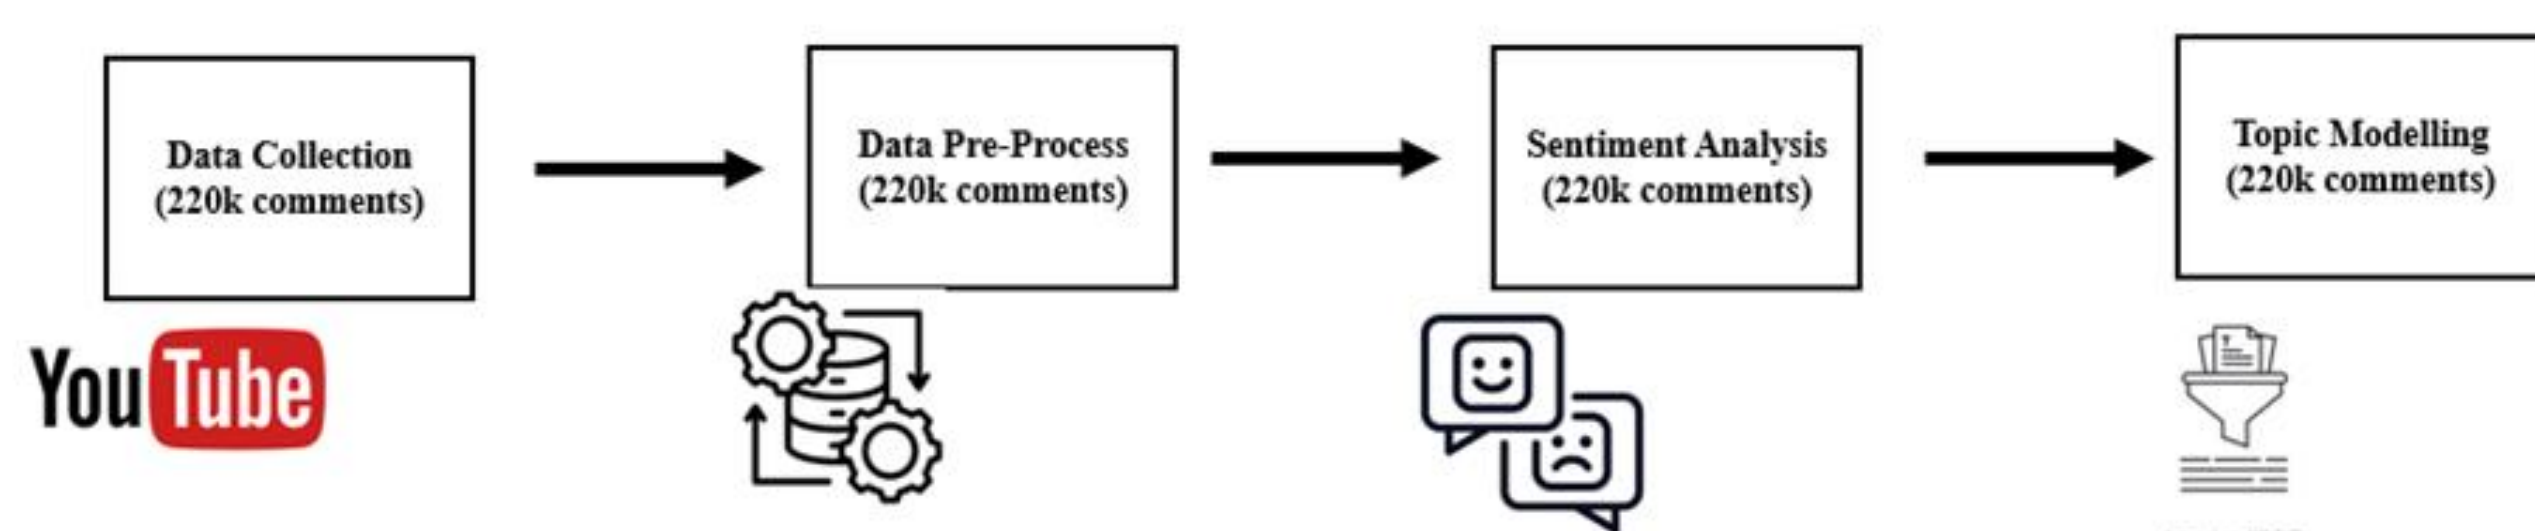 Data Collection
(220k comments)
Data Pre-Process
(220k comments)
Sentiment Analysis
(220k comments)
Topic Modelling
(220k comments)
YouTube